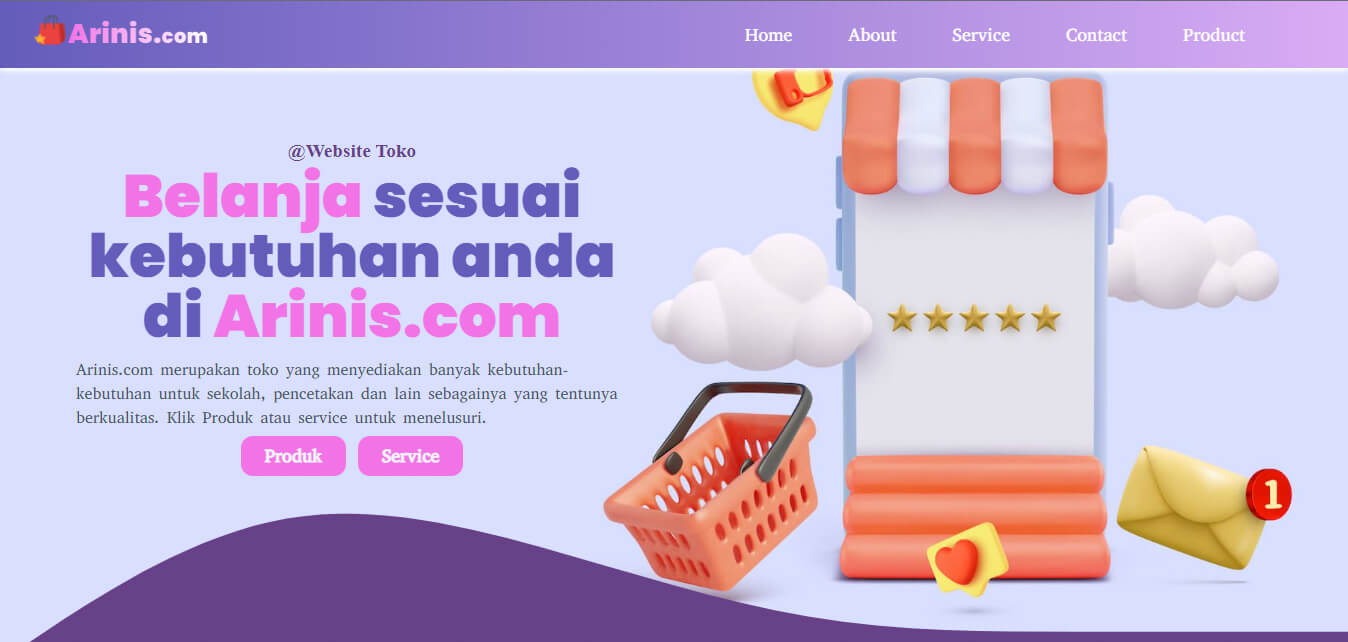 Arinis.com
Home About Service Contact Product
@Website Toko
Belanja sesuai
kebutuhan anda
di Arinis.com
Arinis.com merupakan toko yang menyediakan banyak kebutuhan-
kebutuhan untuk sekolah, pencetakan dan lain sebagainya yang tentunya
berkualitas. Klik Produk atau service untuk menelusuri.
Produk Service
1